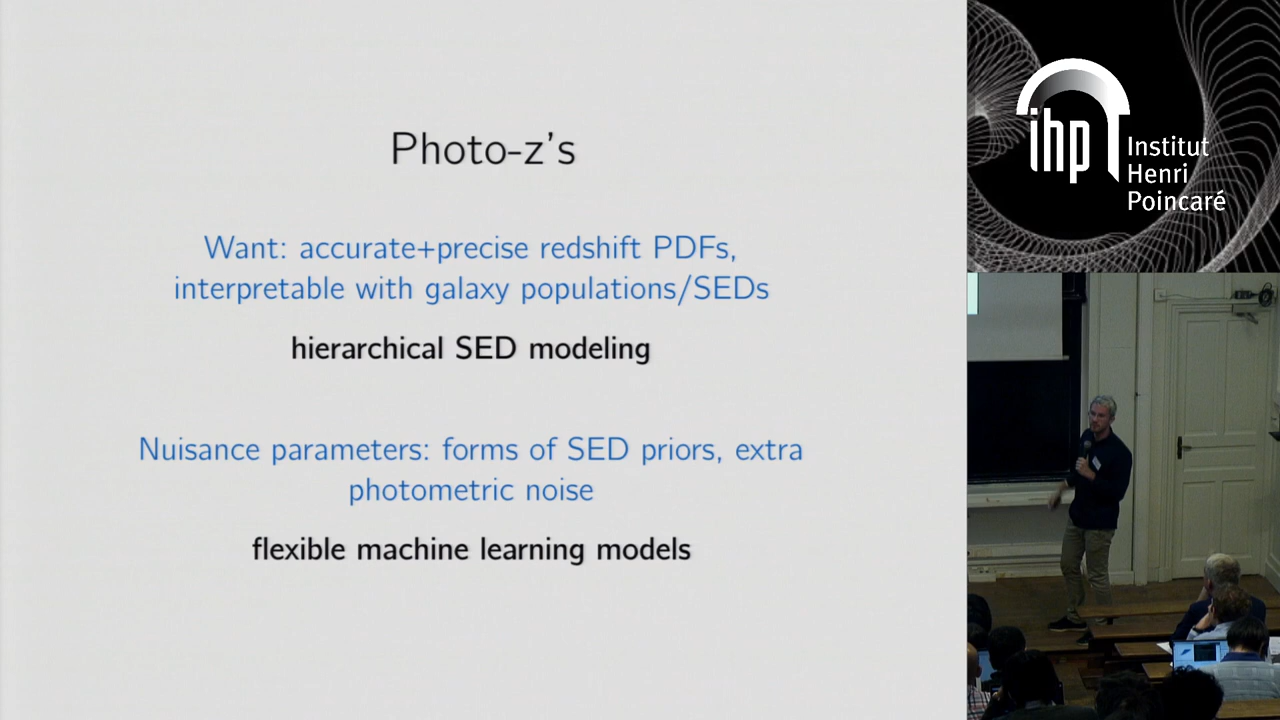 Photo-z's
Want: accurate+precise redshift PDFs,
interpretable with galaxy populations/SEDs
hierarchical SED modeling
Nuisance parameters: forms of SED priors, extra
photometric noise
flexible machine learning models
ihp
Institut
Henri
Poincaré